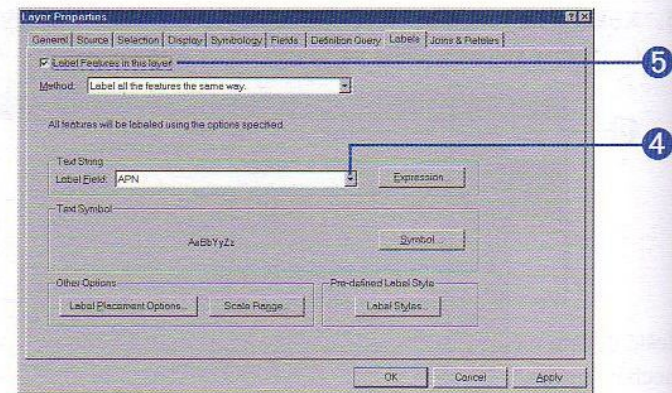 Layer Properties
General Source Selection Display Symbology Fields Definition Query Labels Joins & Relates
Label Features in this layer
5
Method: Label all the features the same way.
All features will be labeled using the options specified.
4
Text String
Label Field: APN Expression...
Text Symbol
AaBbYyZz Symbol...
Other Options Pre-defined Label Style
Label Placement Options... Scale Range... Label Styles...
OK Cancel Apply